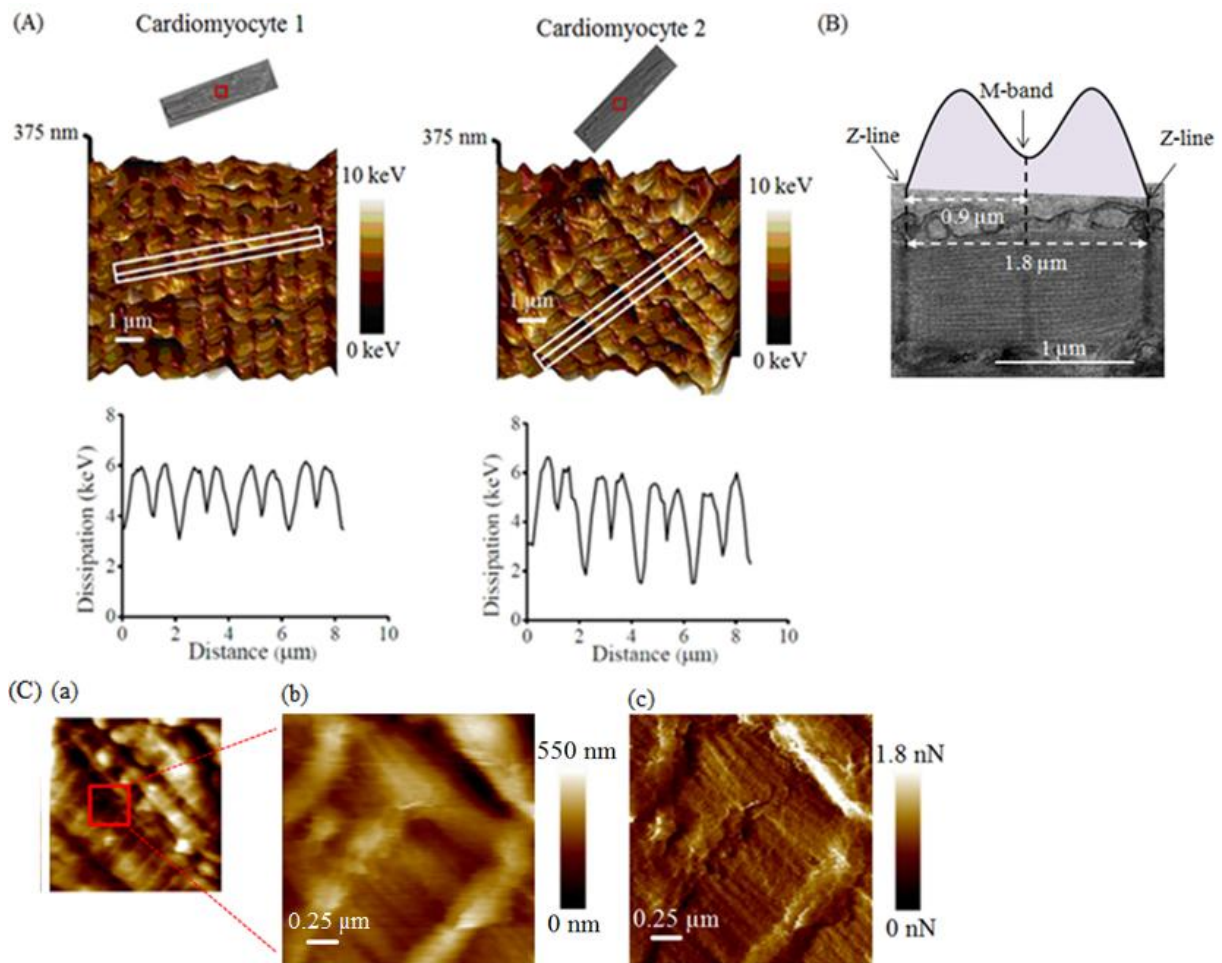 (A)
Cardiomyocyte 1
Cardiomyocyte 2
375 nm
10 keV
0 keV
1 µm
375 nm
10 keV
0 keV
1 µm
(B)
M-band
Z-line
Z-line
0.9 µm
1.8 µm
1 µm
Dissipation (keV)
8
6
4
2
0
0 2 4 6 8 10
Distance (µm)
Dissipation (keV)
8
6
4
2
0
0 2 4 6 8 10
Distance (µm)
(C) (a)
(b)
550 nm
0 nm
0.25 µm
(c)
1.8 nN
0 nN
0.25 µm